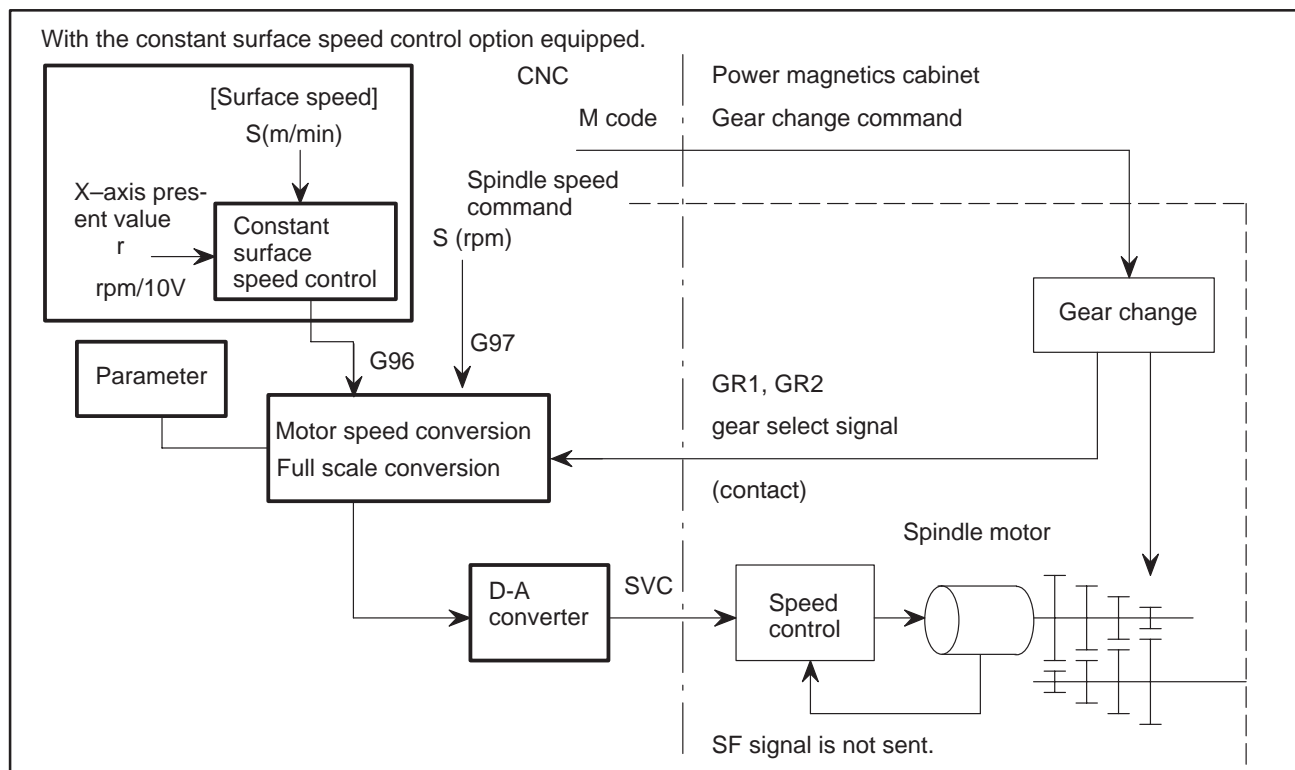 With the constant surface speed control option equipped.
CNC
Power magnetics cabinet
[Surface speed]
S(m/min)
M code
Gear change command
X–axis pres-
ent value
r
rpm/10V
Constant
surface
speed control
Spindle speed
command
S (rpm)
Gear change
G96
G97
Parameter
GR1, GR2
gear select signal
(contact)
Motor speed conversion
Full scale conversion
Spindle motor
D-A
converter
SVC
Speed
control
SF signal is not sent.